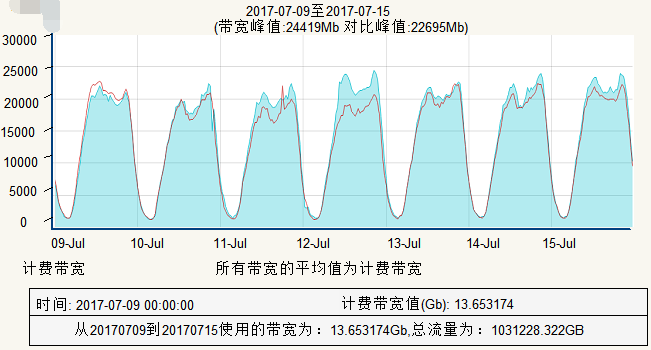 2017-07-09至2017-07-15
(带宽峰值:24419Mb 对比峰值:22695Mb)
30000
25000
20000
15000
10000
5000
0
09-Jul 10-Jul 11-Jul 12-Jul 13-Jul 14-Jul 15-Jul
计费带宽 所有带宽的平均值为计费带宽
时间: 2017-07-09 00:00:00 计费带宽值(Gb): 13.653174
从20170709到20170715使用的带宽为：13.653174Gb,总流量为：1031228.322GB